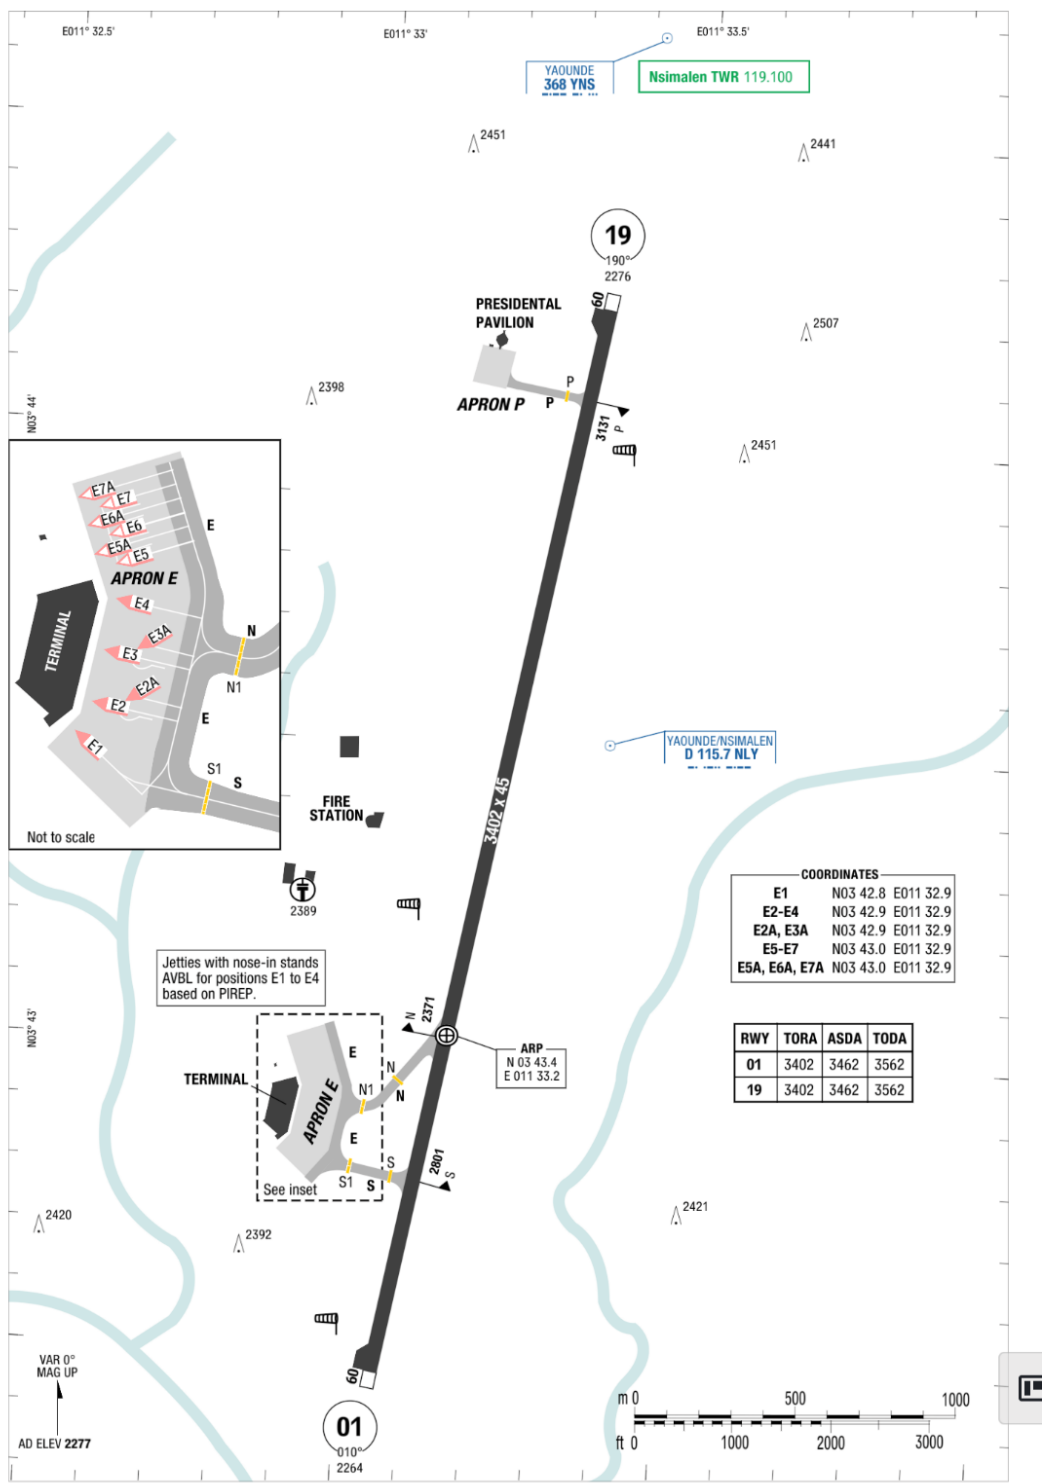 E011° 32.5'
E011° 33'
E011° 33.5'
YAOUNDE
368 YNS
Nsimalen TWR 119.100
2451
2441
19
190°
2276
60
PRESIDENTAL
PAVILION
2507
2398
P
APRON P
P
3131
P
N03° 44'
2451
E7A
E7
E6A
E6
E5A
E5
E
APRON E
E4
TERMINAL
E3A
E3
N
N1
E2A
E2
E
E1
S1
S
Not to scale
YAOUNDE/NSIMALEN
D 115.7 NLY
3402 x 45
FIRE
STATION
2389
COORDINATES
E1 N03 42.8 E011 32.9
E2-E4 N03 42.9 E011 32.9
E2A, E3A N03 42.9 E011 32.9
E5-E7 N03 43.0 E011 32.9
E5A, E6A, E7A N03 43.0 E011 32.9
Jetties with nose-in stands
AVBL for positions E1 to E4
based on PIREP.
N03° 43'
N
2371
ARP
N 03 43.4
E 011 33.2
RWY TORA ASDA TODA
01 3402 3462 3562
19 3402 3462 3562
E
N
TERMINAL
N1
N
APRON E
E
S
2801
S
S1
S
See inset
2420
2392
2421
60
VAR 0°
MAG UP
AD ELEV 2277
01
010°
2264
m 0 500 1000
ft 0 1000 2000 3000